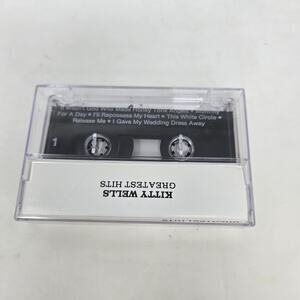 It Wasn't God Who Made Honky Tonk Angels •
For A Day • I'll Repossess My Heart • This White Circle •
Release Me • I Gave My Wedding Dress Away
1
KITTY WELLS
GREATEST HITS